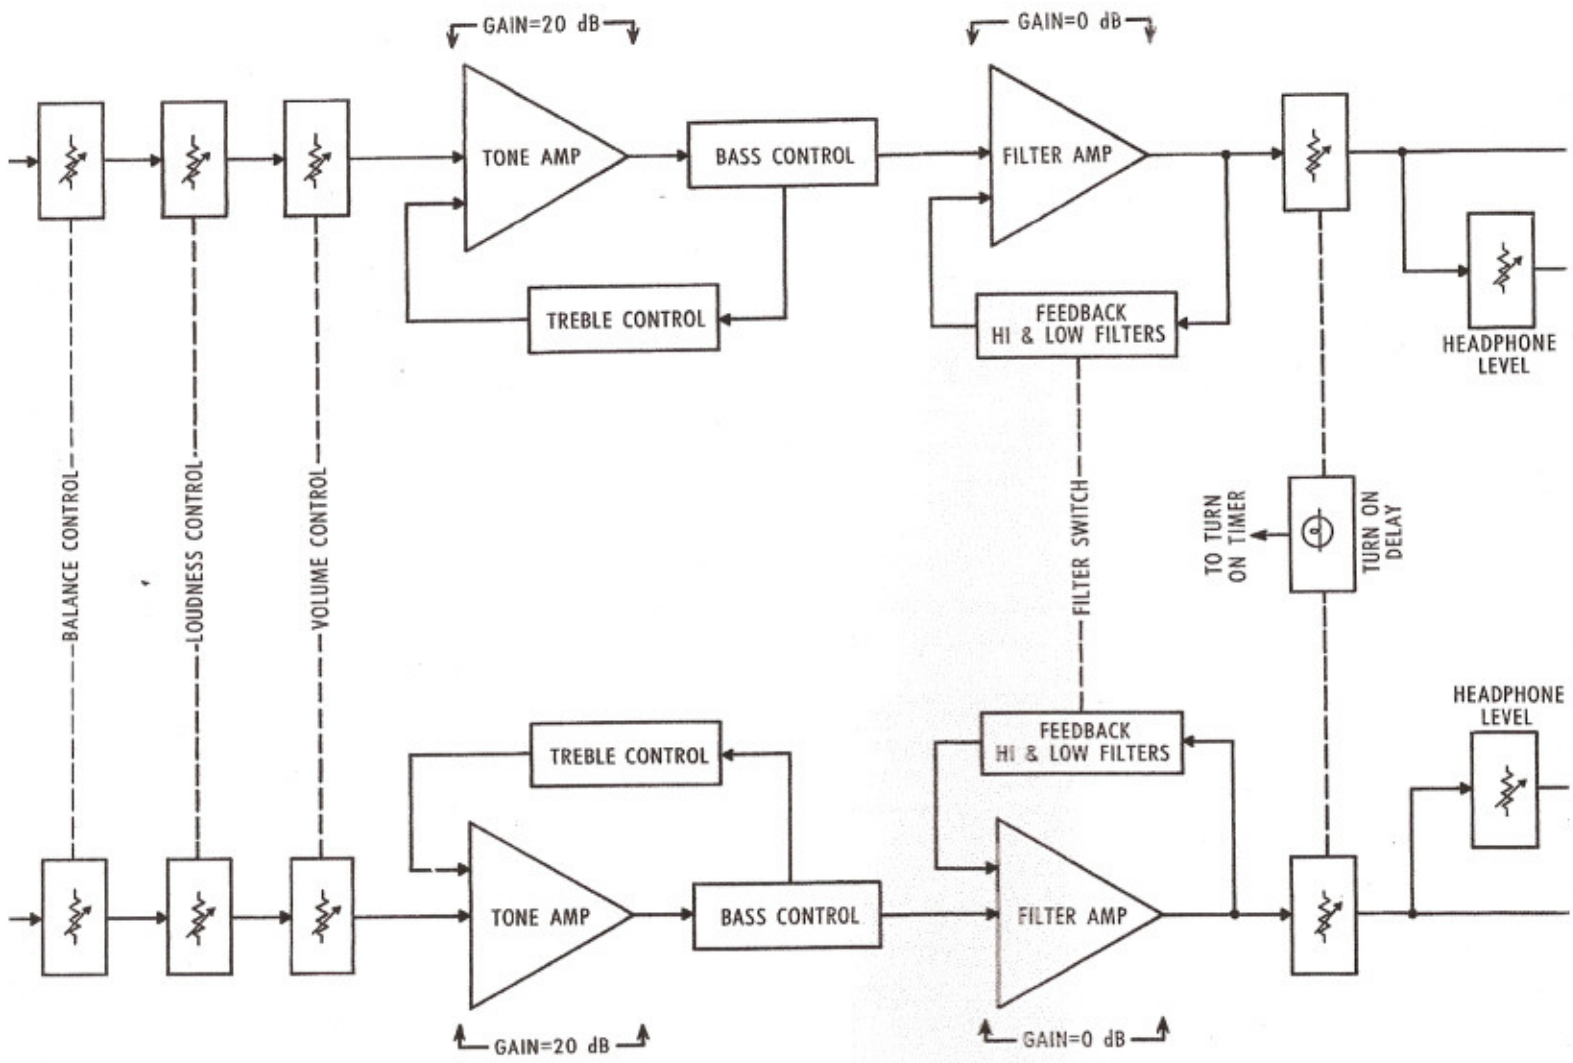 GAIN=20 dB
GAIN=0 dB
TONE AMP
BASS CONTROL
FILTER AMP
TREBLE CONTROL
FEEDBACK
HI & LOW FILTERS
HEADPHONE
LEVEL
BALANCE CONTROL
LOUDNESS CONTROL
VOLUME CONTROL
FILTER SWITCH
TO TURN
ON TIMER
TURN ON
DELAY
HEADPHONE
LEVEL
TREBLE CONTROL
FEEDBACK
HI & LOW FILTERS
TONE AMP
BASS CONTROL
FILTER AMP
GAIN=20 dB
GAIN=0 dB